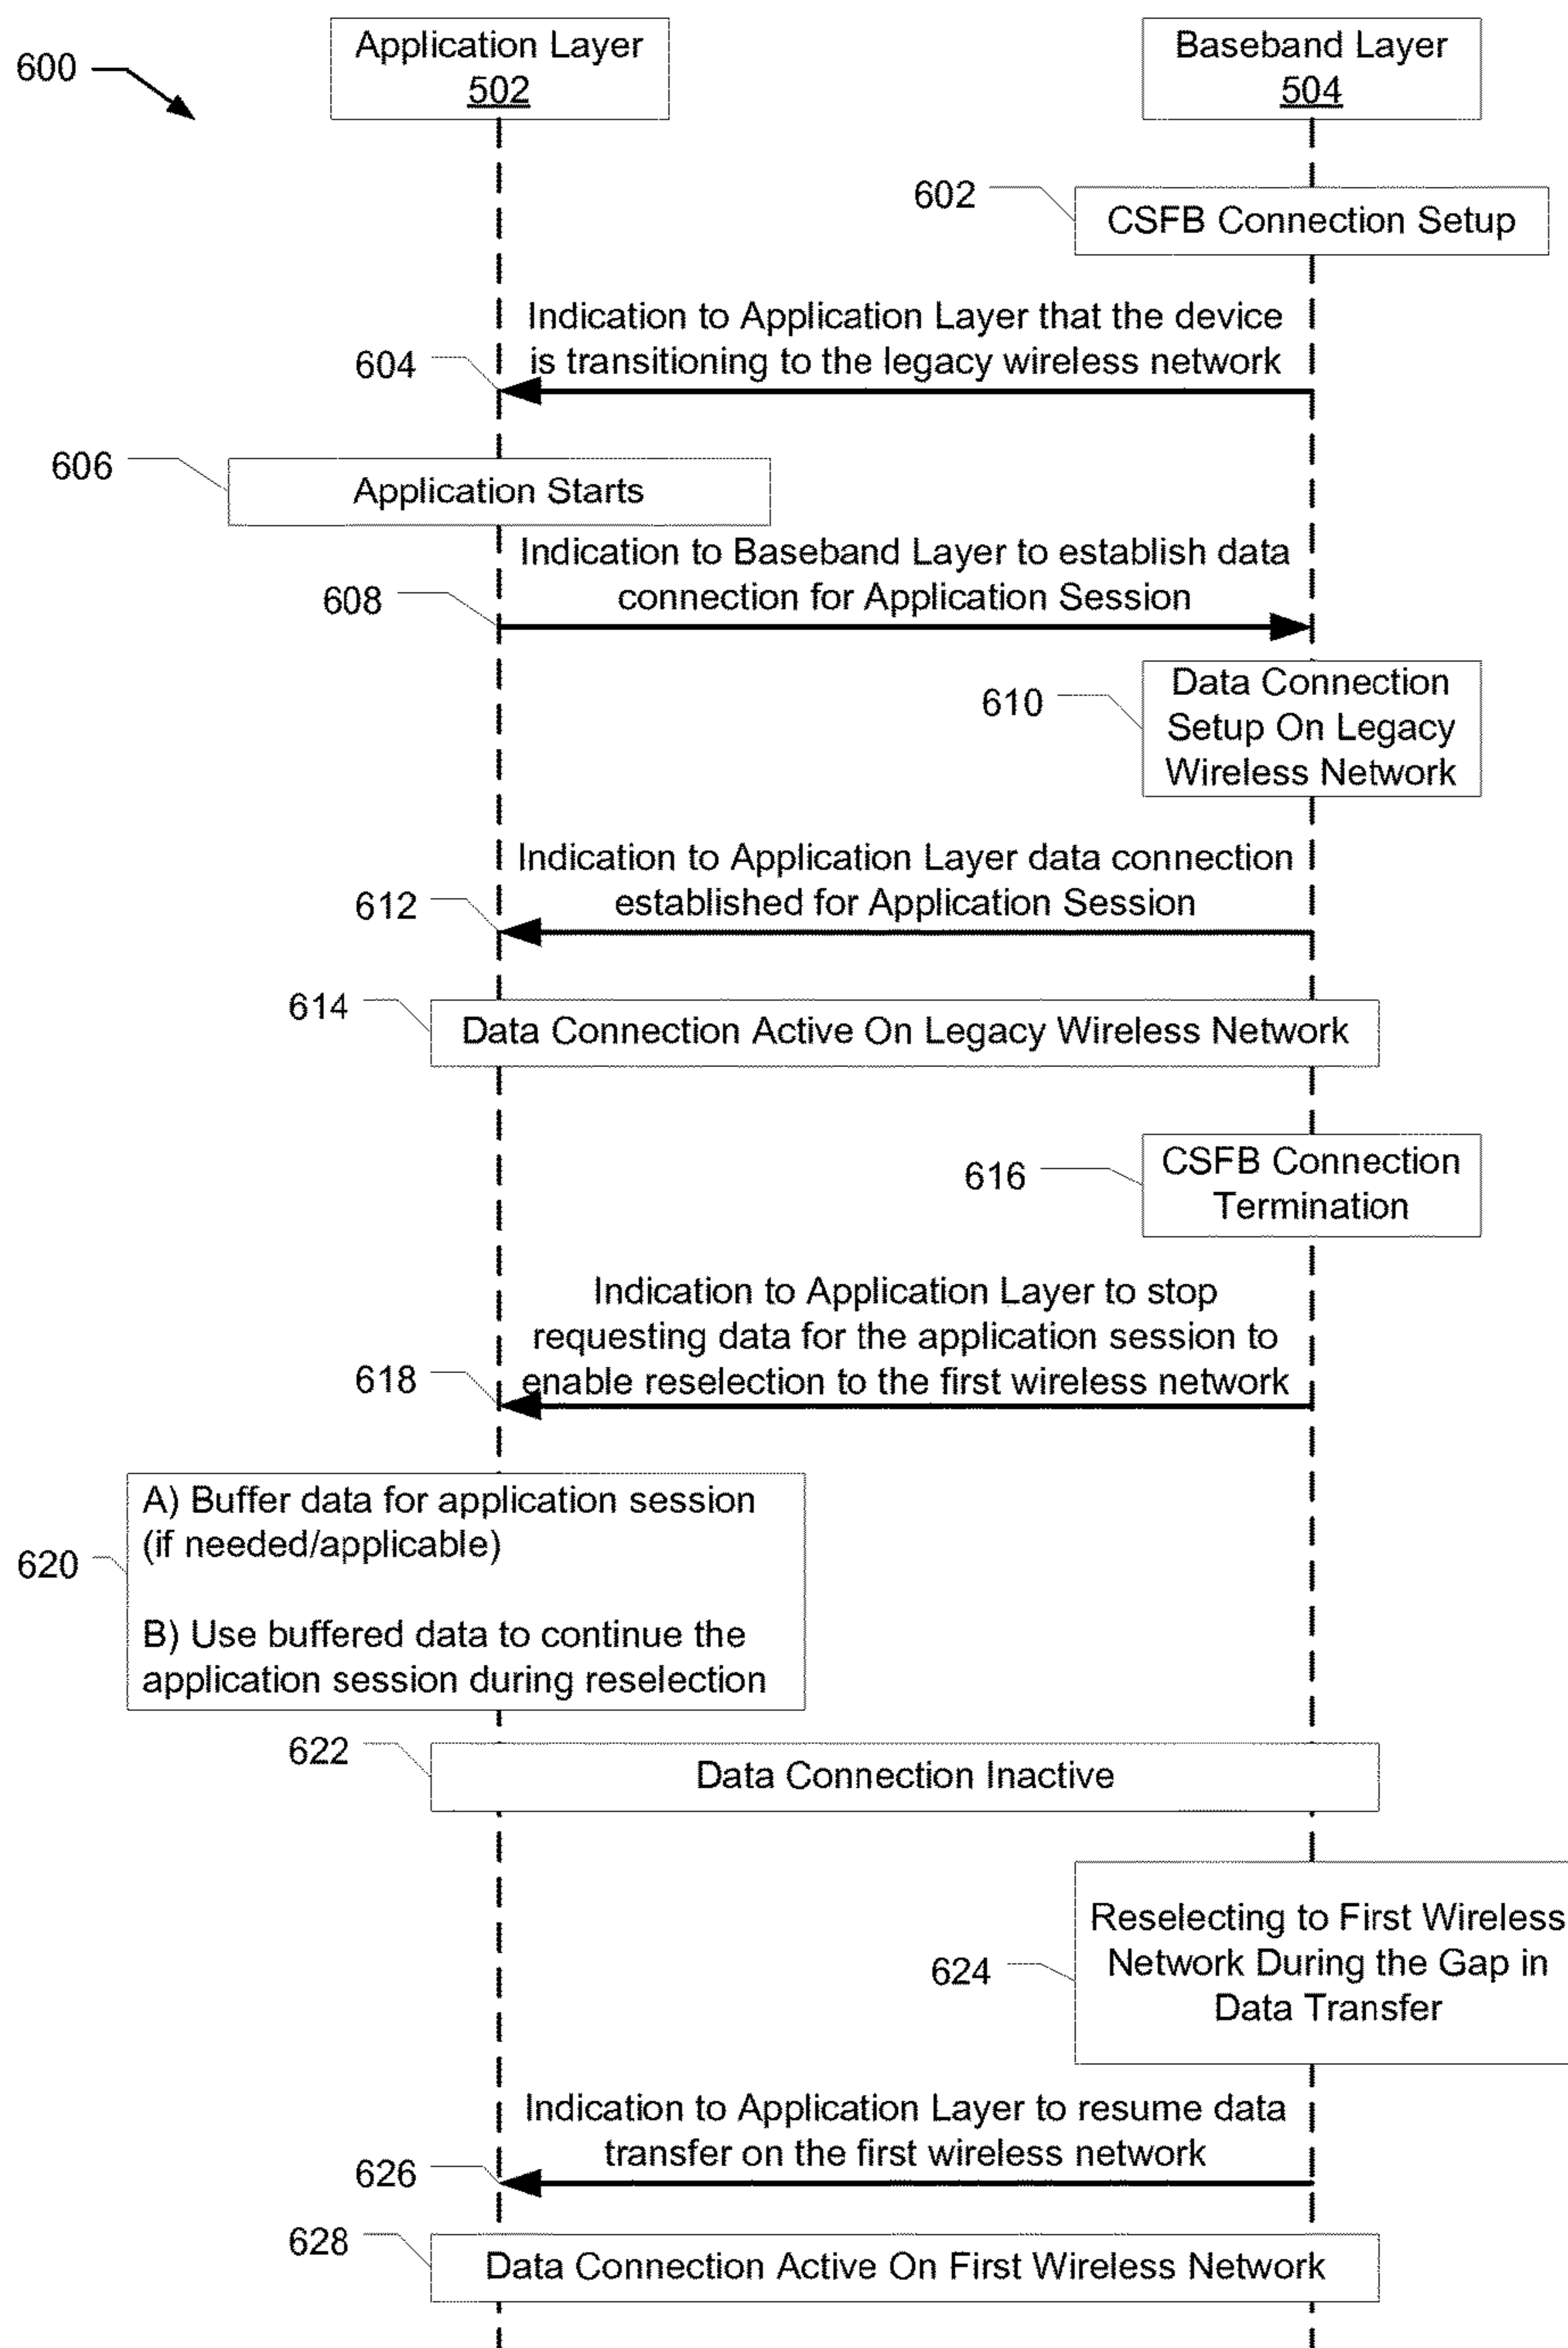 600
Application Layer
502
Baseband Layer
504
602
CSFB Connection Setup
Indication to Application Layer that the device
is transitioning to the legacy wireless network
604
606
Application Starts
Indication to Baseband Layer to establish data
connection for Application Session
608
610
Data Connection
Setup On Legacy
Wireless Network
Indication to Application Layer data connection
established for Application Session
612
614
Data Connection Active On Legacy Wireless Network
616
CSFB Connection
Termination
Indication to Application Layer to stop
requesting data for the application session to
enable reselection to the first wireless network
618
620
A) Buffer data for application session
(if needed/applicable)
B) Use buffered data to continue the
application session during reselection
622
Data Connection Inactive
624
Reselecting to First Wireless
Network During the Gap in
Data Transfer
Indication to Application Layer to resume data
transfer on the first wireless network
626
628
Data Connection Active On First Wireless Network